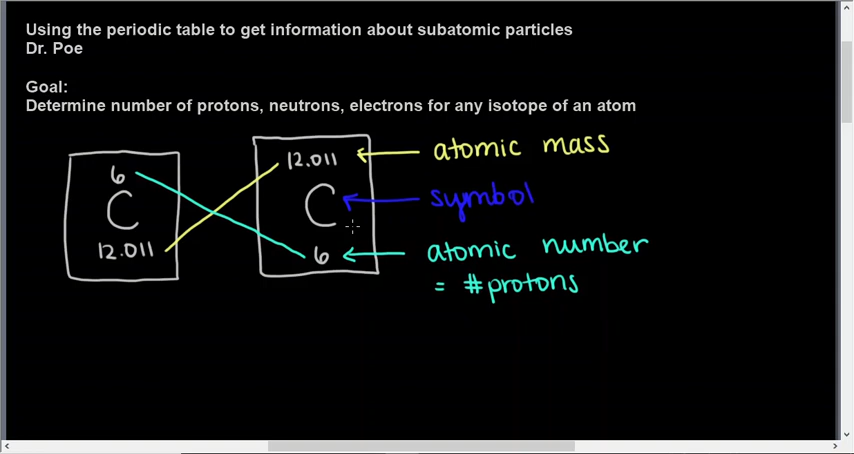 Using the periodic table to get information about subatomic particles
Dr. Poe
Goal:
Determine number of protons, neutrons, electrons for any isotope of an atom
6
C
12.011
12.011
C
6
atomic mass
symbol
atomic number
= #protons